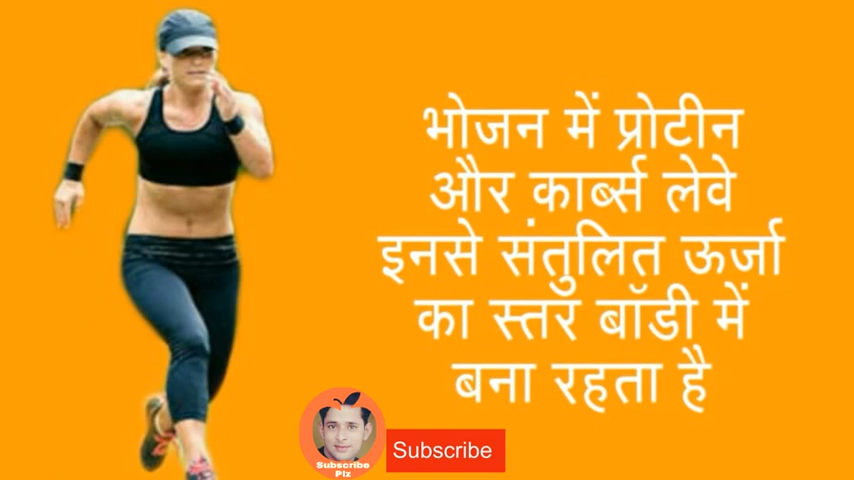 भोजन में प्रोटीन
और कार्ब्स लेवे
इनसे संतुलित ऊर्जा
का स्तर बॉडी में
बना रहता है
Subscribe
Plz
Subscribe